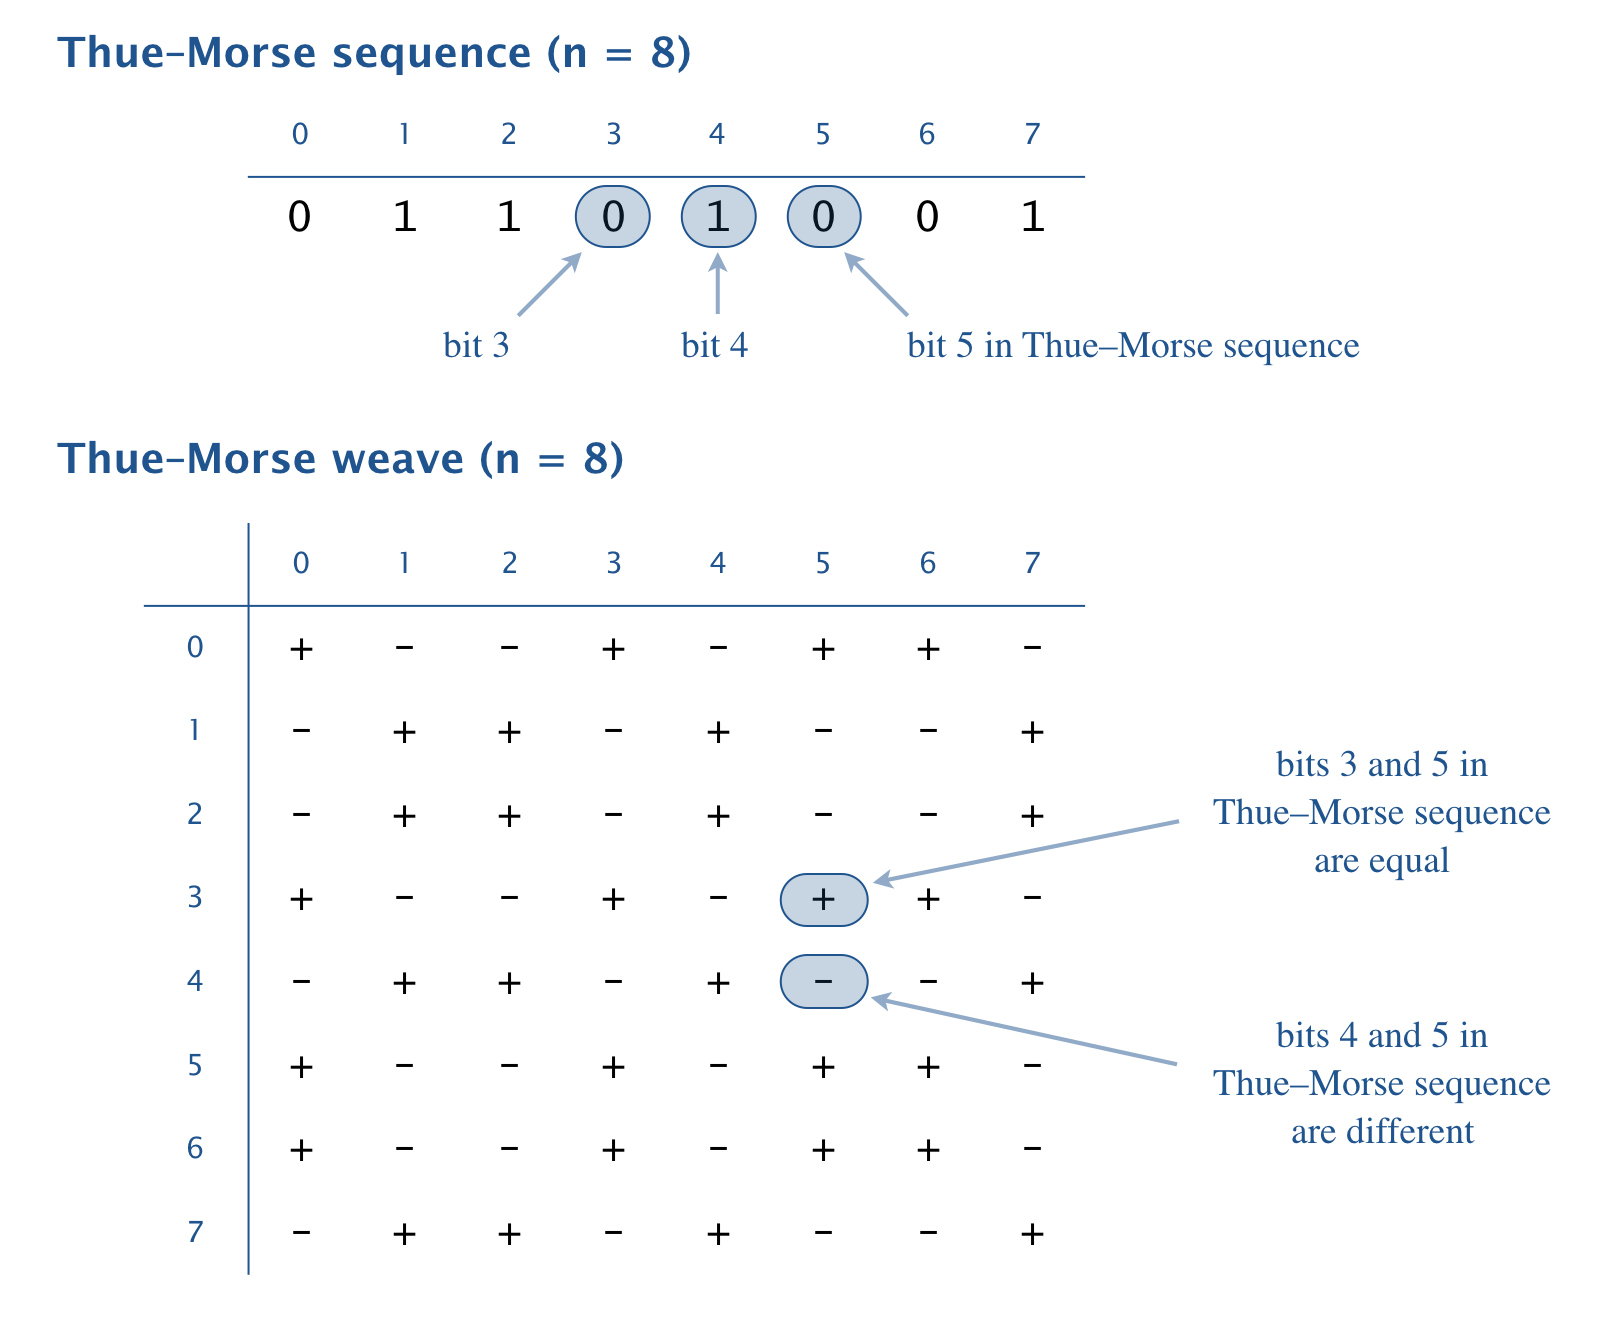 Thue–Morse sequence (n = 8)
0 1 2 3 4 5 6 7
0 1 1 0 1 0 0 1
bit 3 bit 4 bit 5 in Thue–Morse sequence
Thue–Morse weave (n = 8)
0 1 2 3 4 5 6 7
0 + - - + - + + -
1 - + + - + - - +
2 - + + - + - - +
3 + - - + - + + -
4 - + + - + - - +
5 + - - + - + + -
6 + - - + - + + -
7 - + + - + - - +
bits 3 and 5 in
Thue–Morse sequence
are equal
bits 4 and 5 in
Thue–Morse sequence
are different